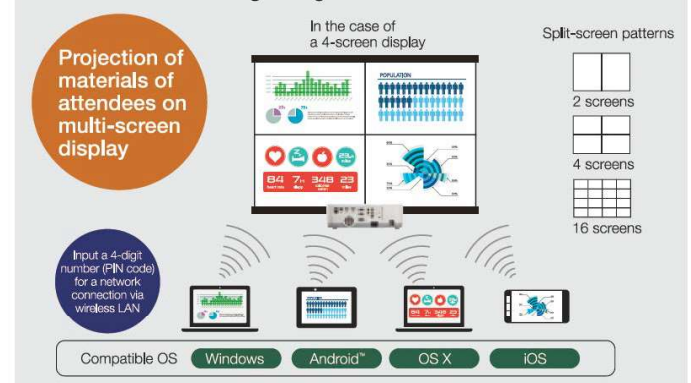 In the case of
a 4-screen display
Projection of
materials of
attendees on
multi-screen
display
Split-screen patterns
2 screens
4 screens
16 screens
POPULATION
84 7 348 23
Input a 4-digit
number (PIN code)
for a network
connection via
wireless LAN
Compatible OS Windows Android™ OS X iOS